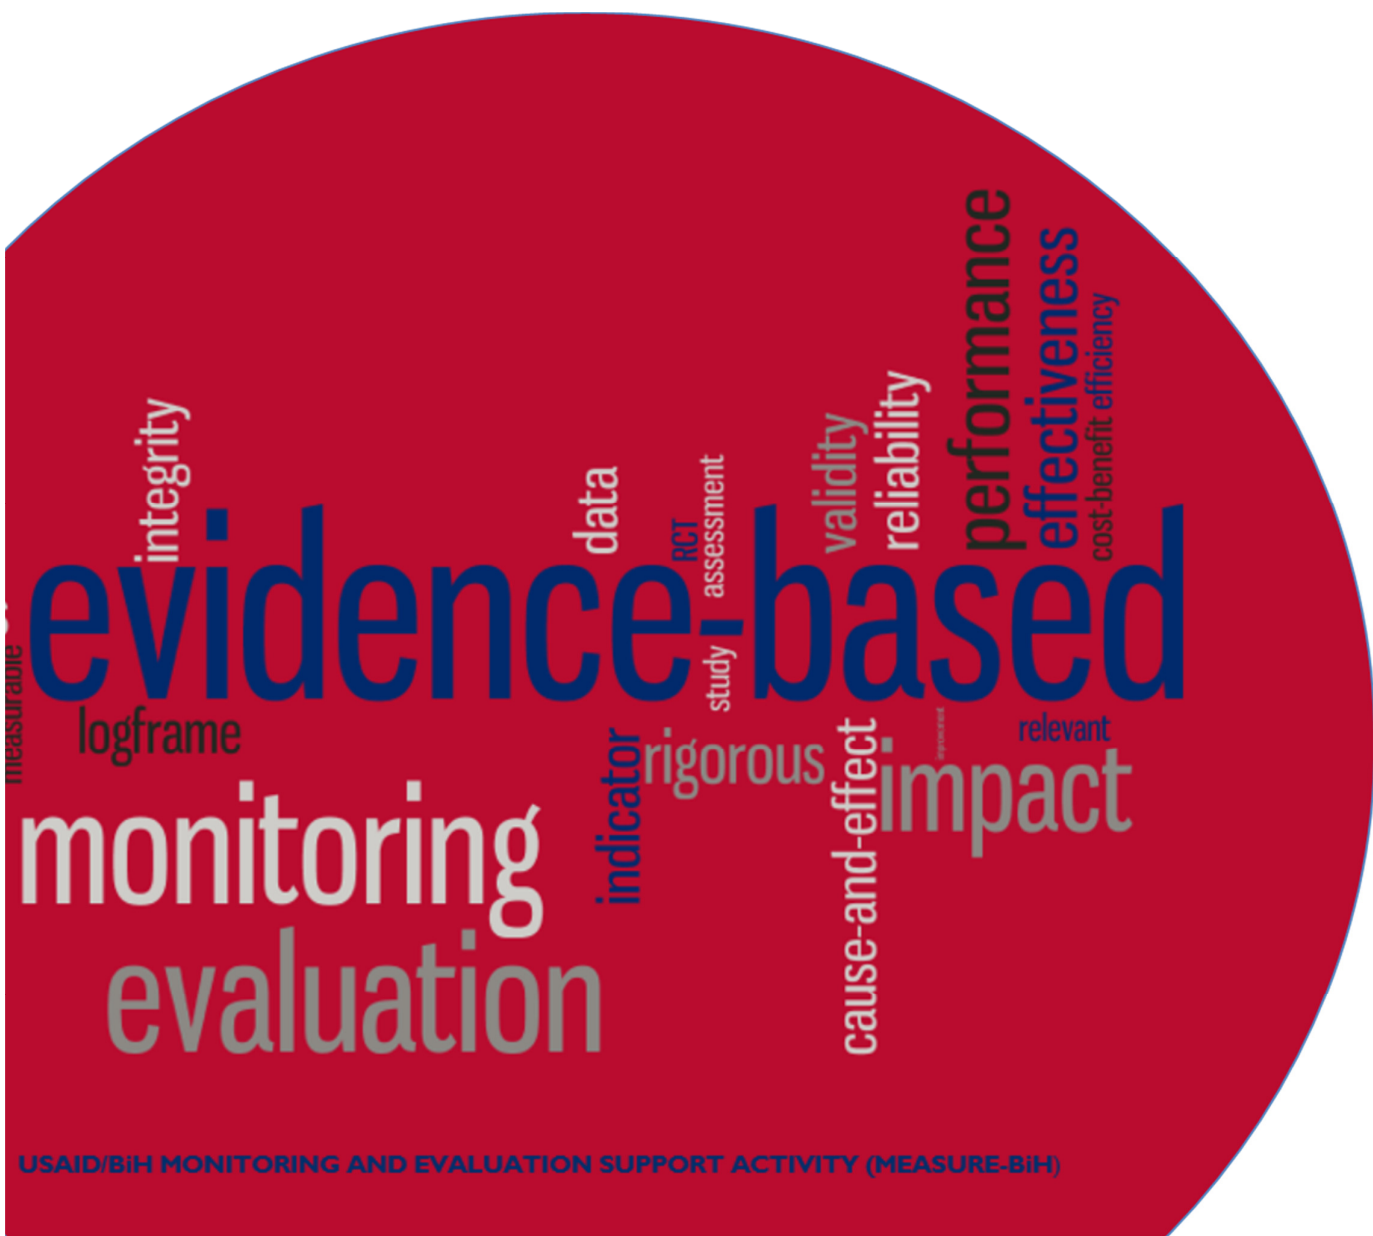 performance
effectiveness
cost-benefit efficiency
integrity
data
RCT
assessment
validity
reliability
evidence-based
study
measurable
logframe
relevant
indicator
rigorous
cause-and-effect
impact
monitoring
evaluation
USAID/BiH MONITORING AND EVALUATION SUPPORT ACTIVITY (MEASURE-BiH)